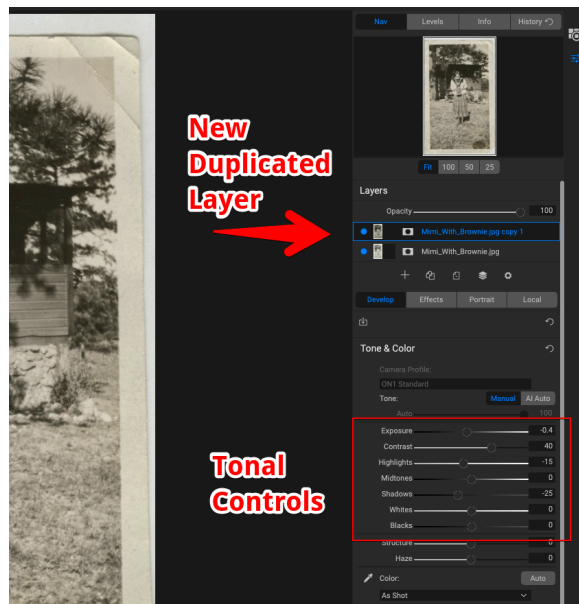 Nav Levels Info History
Fit 100 50 25
New
Duplicated
Layer
Layers
Opacity 100
Mimi_With_Brownie.jpg copy 1
Mimi_With_Brownie.jpg
Develop Effects Portrait Local
Tone & Color
Camera Profile:
ON1 Standard
Tone: Manual AI Auto
Auto 100
Tonal
Controls
Exposure -0.4
Contrast 40
Highlights -15
Midtones 0
Shadows -25
Whites 0
Blacks 0
Structure 0
Haze 0
Color: Auto
As Shot